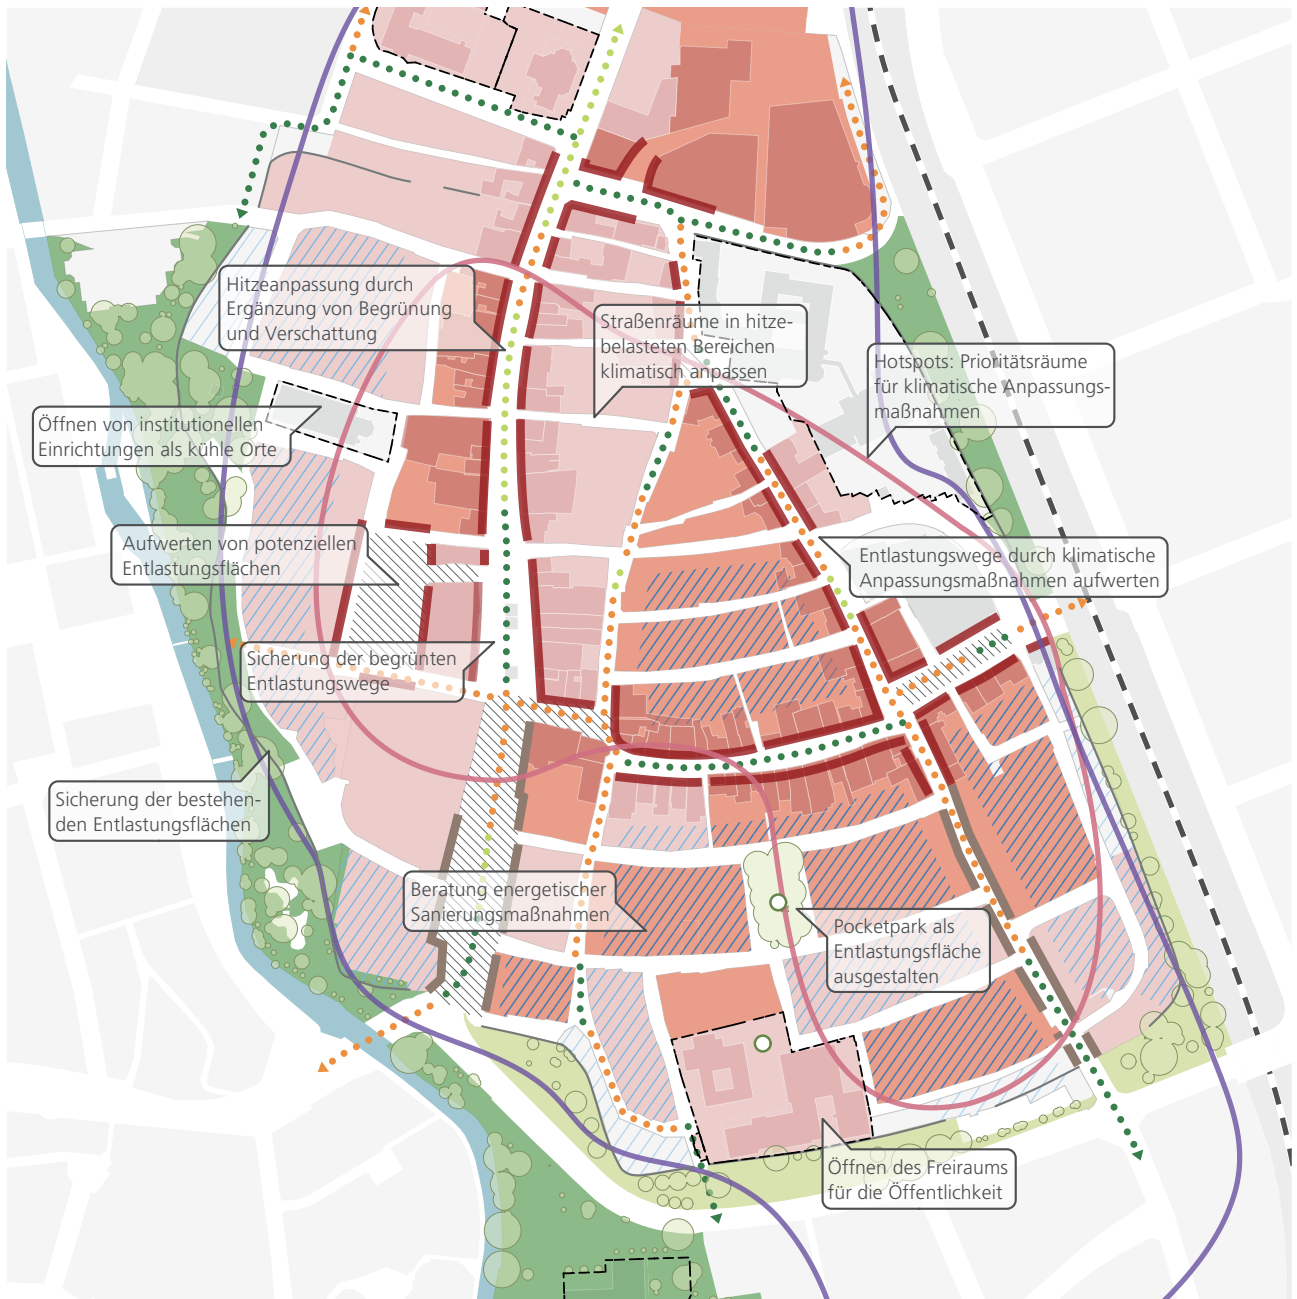 Hitzeanpassung durch
Ergänzung von Begrünung
und Verschattung
Straßenräume in hitze-
belasteten Bereichen
klimatisch anpassen
Hotspots: Prioritätsräume
für klimatische Anpassungs-
maßnahmen
Öffnen von institutionellen
Einrichtungen als kühle Orte
Aufwerten von potenziellen
Entlastungsflächen
Entlastungswege durch klimatische
Anpassungsmaßnahmen aufwerten
Sicherung der begrünten
Entlastungswege
Sicherung der bestehen-
den Entlastungsflächen
Beratung energetischer
Sanierungsmaßnahmen
Pocketpark als
Entlastungsfläche
ausgestalten
Öffnen des Freiraums
für die Öffentlichkeit